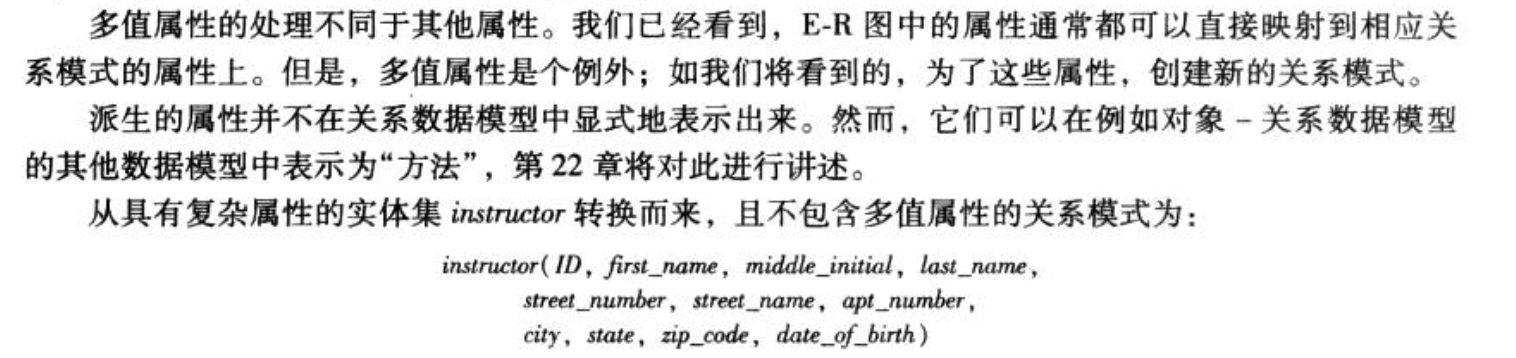 多值属性的处理不同于其他属性。我们已经看到，E-R 图中的属性通常都可以直接映射到相应关
系模式的属性上。但是，多值属性是个例外；如我们将看到的，为了这些属性，创建新的关系模式。
派生的属性并不在关系数据模型中显式地表示出来。然而，它们可以在例如对象－关系数据模型
的其他数据模型中表示为“方法”，第 22 章将对此进行讲述。
从具有复杂属性的实体集 instructor 转换而来，且不包含多值属性的关系模式为：
instructor(ID，first_name，middle_initial，last_name，
street_number，street_name，apt_number，
city，state，zip_code，date_of_birth)